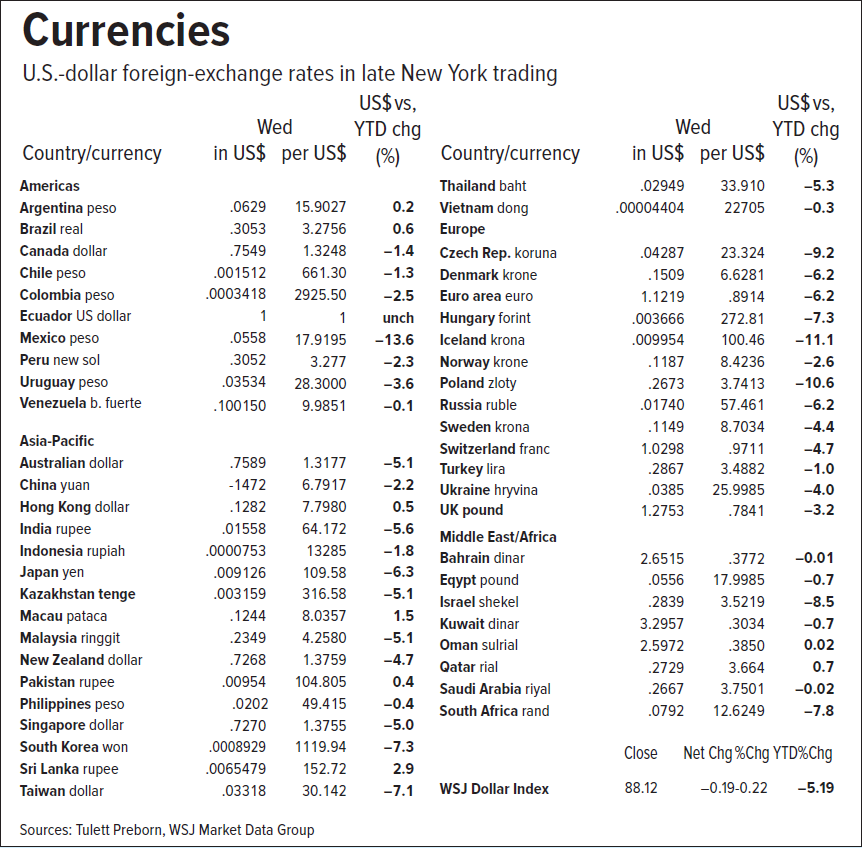 Currencies
U.S.-dollar foreign-exchange rates in late New York trading
US$ vs,
Wed YTD chg
Country/currency in US$ per US$ (%)
Americas
Argentina peso .0629 15.9027 0.2
Brazil real .3053 3.2756 0.6
Canada dollar .7549 1.3248 –1.4
Chile peso .001512 661.30 –1.3
Colombia peso .0003418 2925.50 –2.5
Ecuador US dollar 1 1 unch
Mexico peso .0558 17.9195 –13.6
Peru new sol .3052 3.277 –2.3
Uruguay peso .03534 28.3000 –3.6
Venezuela b. fuerte .100150 9.9851 –0.1
Asia-Pacific
Australian dollar .7589 1.3177 –5.1
China yuan -1472 6.7917 –2.2
Hong Kong dollar .1282 7.7980 0.5
India rupee .01558 64.172 –5.6
Indonesia rupiah .0000753 13285 –1.8
Japan yen .009126 109.58 –6.3
Kazakhstan tenge .003159 316.58 –5.1
Macau pataca .1244 8.0357 1.5
Malaysia ringgit .2349 4.2580 –5.1
New Zealand dollar .7268 1.3759 –4.7
Pakistan rupee .00954 104.805 0.4
Philippines peso .0202 49.415 –0.4
Singapore dollar .7270 1.3755 –5.0
South Korea won .0008929 1119.94 –7.3
Sri Lanka rupee .0065479 152.72 2.9
Taiwan dollar .03318 30.142 –7.1
US$ vs,
Wed YTD chg
Country/currency in US$ per US$ (%)
Thailand baht .02949 33.910 –5.3
Vietnam dong .00004404 22705 –0.3
Europe
Czech Rep. koruna .04287 23.324 –9.2
Denmark krone .1509 6.6281 –6.2
Euro area euro 1.1219 .8914 –6.2
Hungary forint .003666 272.81 –7.3
Iceland krona .009954 100.46 –11.1
Norway krone .1187 8.4236 –2.6
Poland zloty .2673 3.7413 –10.6
Russia ruble .01740 57.461 –6.2
Sweden krona .1149 8.7034 –4.4
Switzerland franc 1.0298 .9711 –4.7
Turkey lira .2867 3.4882 –1.0
Ukraine hryvina .0385 25.9985 –4.0
UK pound 1.2753 .7841 –3.2
Middle East/Africa
Bahrain dinar 2.6515 .3772 –0.01
Eqypt pound .0556 17.9985 –0.7
Israel shekel .2839 3.5219 –8.5
Kuwait dinar 3.2957 .3034 –0.7
Oman sulrial 2.5972 .3850 0.02
Qatar rial .2729 3.664 0.7
Saudi Arabia riyal .2667 3.7501 –0.02
South Africa rand .0792 12.6249 –7.8
Close Net Chg %Chg YTD%Chg
WSJ Dollar Index 88.12 –0.19-0.22 –5.19
Sources: Tulett Preborn, WSJ Market Data Group